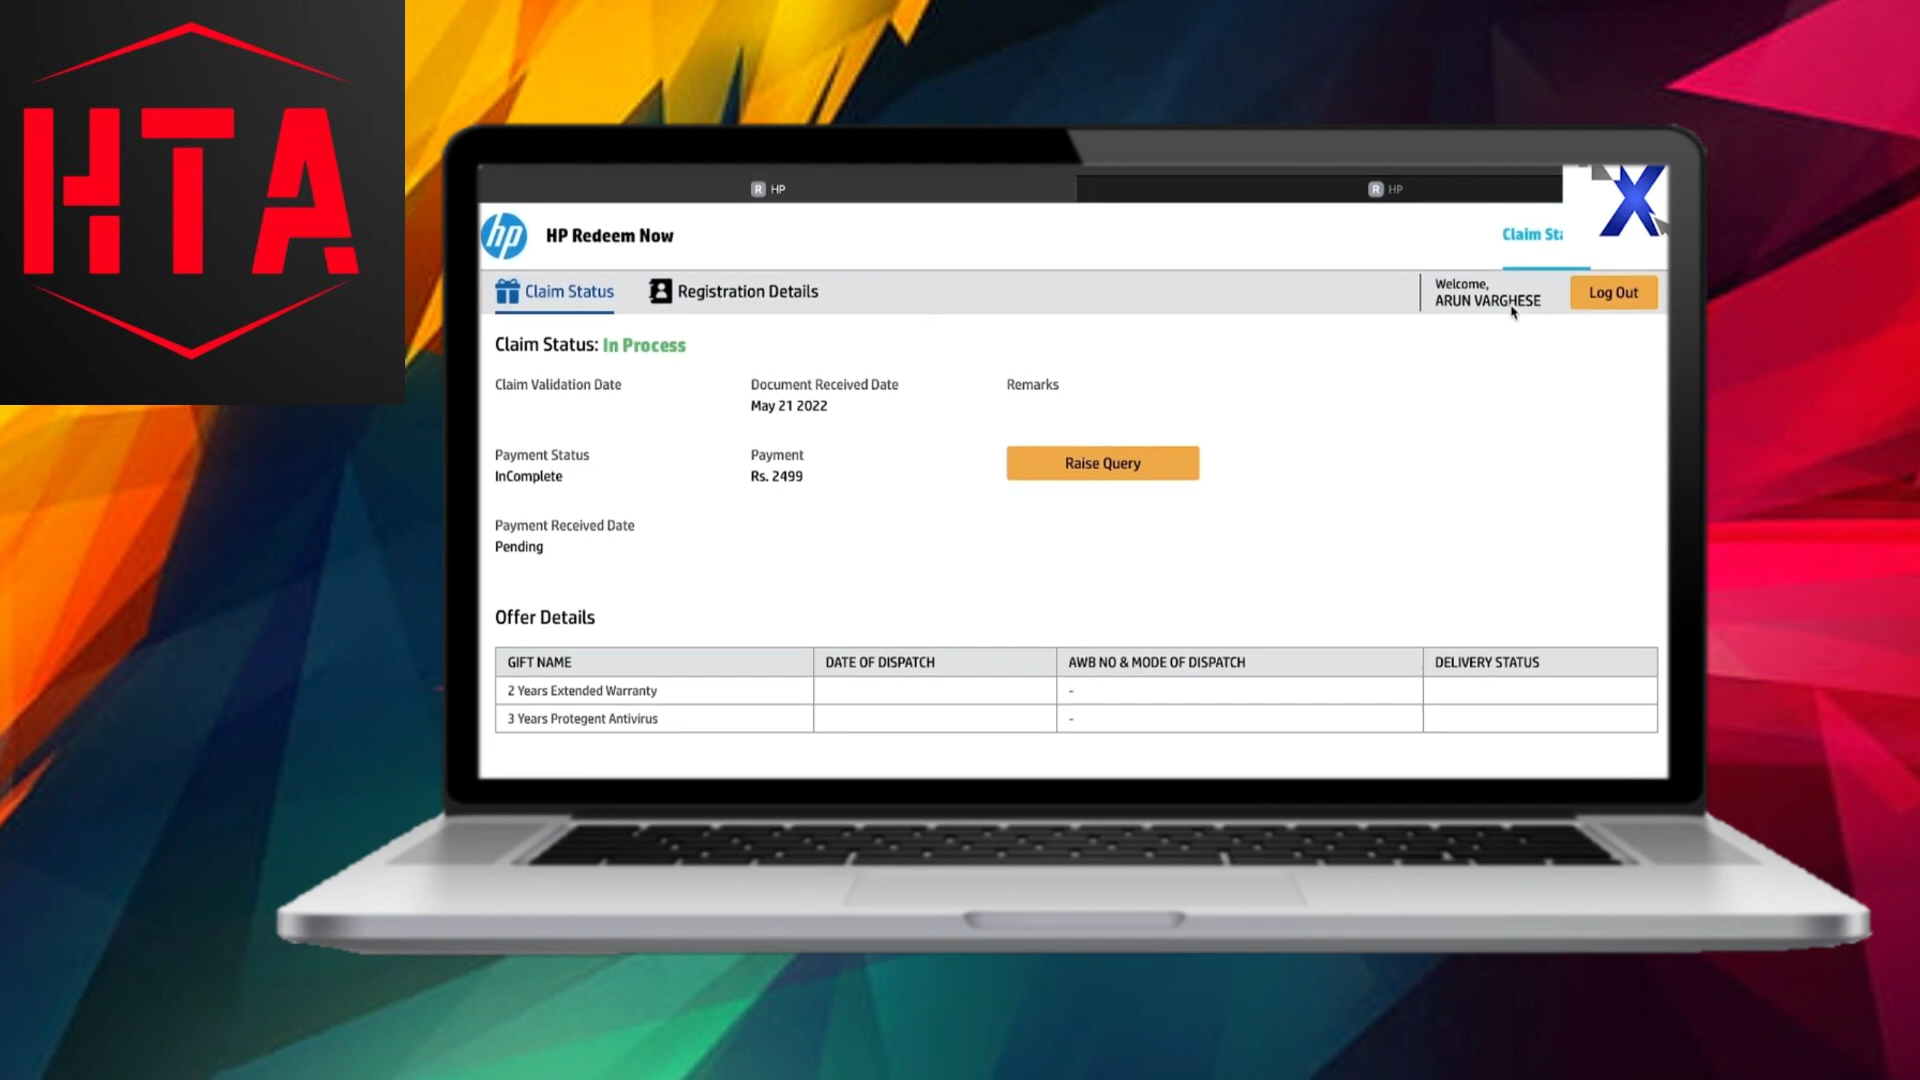 HTA
R HP
R HP
X
hp
HP Redeem Now
Claim Sta
Claim Status
Registration Details
Welcome,
ARUN VARGHESE
Log Out
Claim Status: In Process
Claim Validation Date
Document Received Date
Remarks
May 21 2022
Payment Status
Payment
Raise Query
InComplete
Rs. 2499
Payment Received Date
Pending
Offer Details
GIFT NAME
DATE OF DISPATCH
AWB NO & MODE OF DISPATCH
DELIVERY STATUS
2 Years Extended Warranty
-
3 Years Protegent Antivirus
-